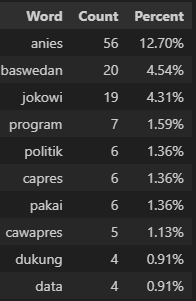 Word Count Percent
anies 56 12.70%
baswedan 20 4.54%
jokowi 19 4.31%
program 7 1.59%
politik 6 1.36%
capres 6 1.36%
pakai 6 1.36%
cawapres 5 1.13%
dukung 4 0.91%
data 4 0.91%